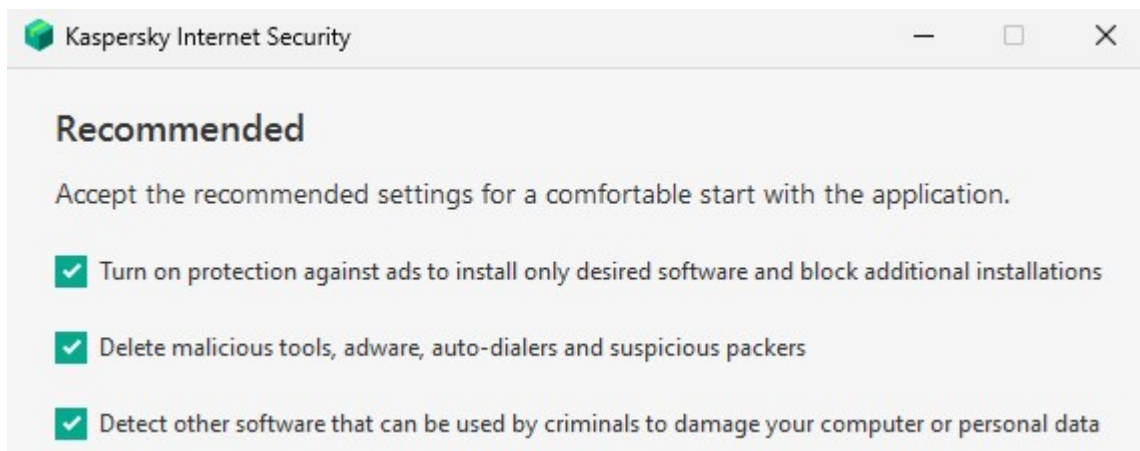 Kaspersky Internet Security
Recommended
Accept the recommended settings for a comfortable start with the application.
Turn on protection against ads to install only desired software and block additional installations
Delete malicious tools, adware, auto-dialers and suspicious packers
Detect other software that can be used by criminals to damage your computer or personal data